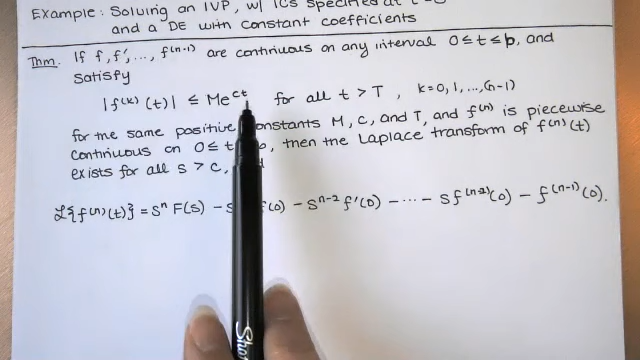 Example: Solving an IVP, w/ ICs specified at t=0
and a DE with constant coefficients
Thm. If f, f', ..., f^(n-1) are continuous on any interval 0 ≤ t ≤ b, and
satisfy
|f^(k)(t)| ≤ Me^ct for all t > T, k=0, 1, ..., (n-1)
for the same positive constants M, c, and T, and f^(n) is piecewise
continuous on 0 ≤ t , then the Laplace transform of f^(n)(t)
exists for all s > c,
ℒ{f^(n)(t)} = s^n F(s) - s f(0) - s^n-2 f'(0) - ... - s f^(n-2)(0) - f^(n-1)(0).
Shar